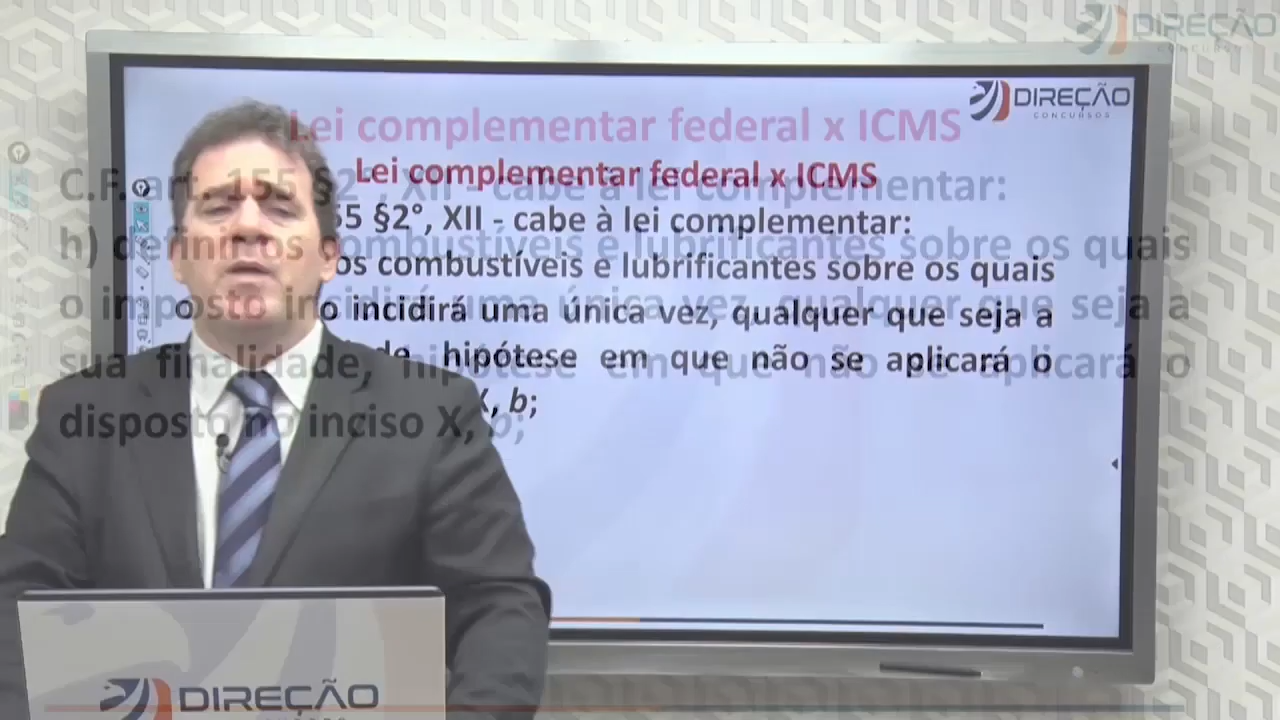 DIREÇÃO
CONCURSOS
DIREÇÃO
CONCURSOS
Lei complementar federal x ICMS
Lei complementar federal x ICMS
C.F. art. 155 §2°, XII - cabe à lei complementar:
55 §2°, XII - cabe à lei complementar:
h) definir os combustíveis e lubrificantes sobre os quais
os combustíveis e lubrificantes sobre os quais
o imposto incidirá uma única vez, qualquer que seja a
o incidirá uma única vez, qualquer que seja a
sua finalidade, hipótese em que não se aplicará o
de, hipótese em que não se aplicará o
disposto no inciso X, b;
X, b;
DIREÇÃO
CONCURSOS